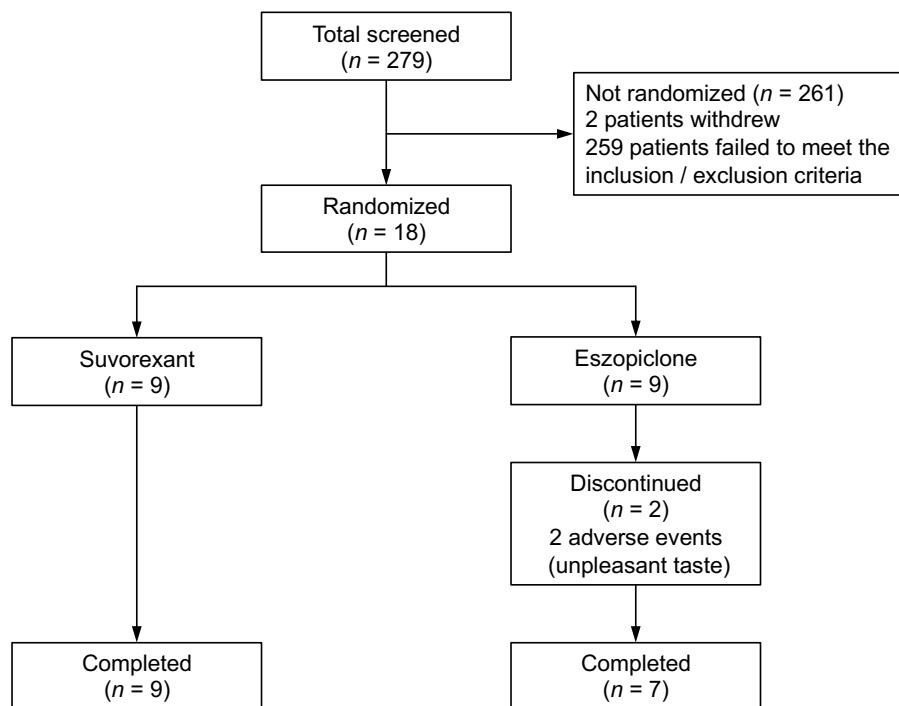 Total screened
(n = 279)
Not randomized (n = 261)
2 patients withdrew
259 patients failed to meet the
inclusion / exclusion criteria
Randomized
(n = 18)
Suvorexant
(n = 9)
Eszopiclone
(n = 9)
Discontinued
(n = 2)
2 adverse events
(unpleasant taste)
Completed
(n = 9)
Completed
(n = 7)